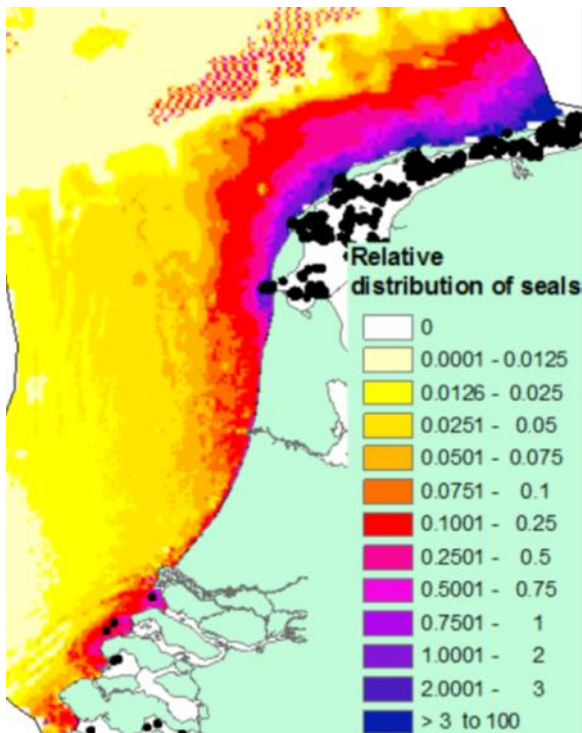 Relative
distribution of seals
0
0.0001 - 0.0125
0.0126 - 0.025
0.0251 - 0.05
0.0501 - 0.075
0.0751 - 0.1
0.1001 - 0.25
0.2501 - 0.5
0.5001 - 0.75
0.7501 - 1
1.0001 - 2
2.0001 - 3
> 3 to 100